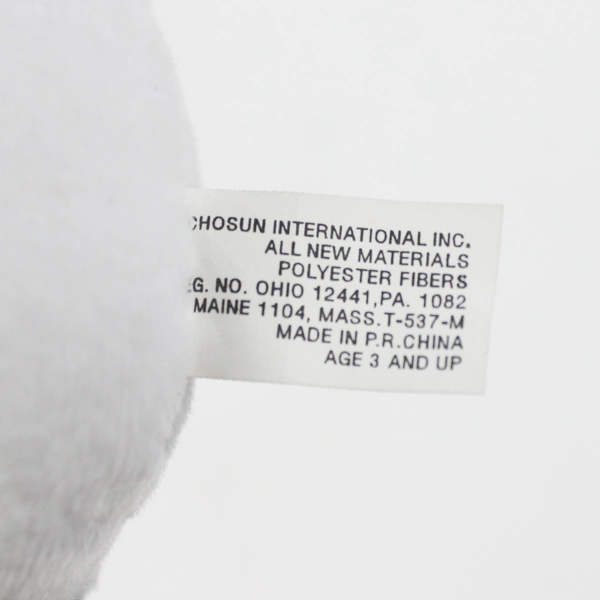 CHOSUN INTERNATIONAL INC.
ALL NEW MATERIALS
POLYESTER FIBERS
EG. NO. OHIO 12441,PA. 1082
MAINE 1104, MASS.T-537-M
MADE IN P.R.CHINA
AGE 3 AND UP